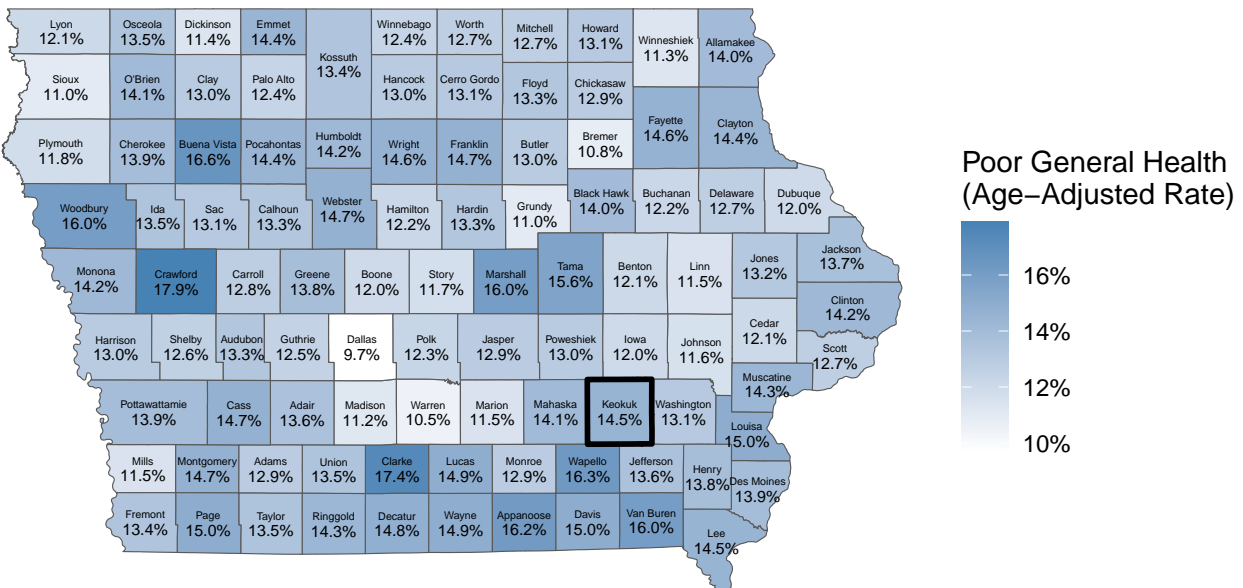 Lyon
12.1%
Osceola
13.5%
Dickinson
11.4%
Emmet
14.4%
Kossuth
13.4%
Winnebago
12.4%
Worth
12.7%
Mitchell
12.7%
Howard
13.1%
Winneshiek
11.3%
Allamakee
14.0%
Sioux
11.0%
O'Brien
14.1%
Clay
13.0%
Palo Alto
12.4%
Hancock
13.0%
Cerro Gordo
13.1%
Floyd
13.3%
Chickasaw
12.9%
Fayette
14.6%
Clayton
14.4%
Plymouth
11.8%
Cherokee
13.9%
Buena Vista
16.6%
Pocahontas
14.4%
Humboldt
14.2%
Wright
14.6%
Franklin
14.7%
Butler
13.0%
Bremer
10.8%
Woodbury
16.0%
Ida
13.5%
Sac
13.1%
Calhoun
13.3%
Webster
14.7%
Hamilton
12.2%
Hardin
13.3%
Grundy
11.0%
Black Hawk
14.0%
Buchanan
12.2%
Delaware
12.7%
Dubuque
12.0%
Monona
14.2%
Crawford
17.9%
Carroll
12.8%
Greene
13.8%
Boone
12.0%
Story
11.7%
Marshall
16.0%
Tama
15.6%
Benton
12.1%
Linn
11.5%
Jones
13.2%
Jackson
13.7%
Clinton
14.2%
Harrison
13.0%
Shelby
12.6%
Audubon
13.3%
Guthrie
12.5%
Dallas
9.7%
Polk
12.3%
Jasper
12.9%
Poweshiek
13.0%
Iowa
12.0%
Johnson
11.6%
Cedar
12.1%
Scott
12.7%
Muscatine
14.3%
Pottawattamie
13.9%
Cass
14.7%
Adair
13.6%
Madison
11.2%
Warren
10.5%
Marion
11.5%
Mahaska
14.1%
Keokuk
14.5%
Washington
13.1%
Louisa
15.0%
Mills
11.5%
Montgomery
14.7%
Adams
12.9%
Union
13.5%
Clarke
17.4%
Lucas
14.9%
Monroe
12.9%
Wapello
16.3%
Jefferson
13.6%
Henry
13.8%
Des Moines
13.9%
Fremont
13.4%
Page
15.0%
Taylor
13.5%
Ringgold
14.3%
Decatur
14.8%
Wayne
14.9%
Appanoose
16.2%
Davis
15.0%
Van Buren
16.0%
Lee
14.5%
Poor General Health
(Age−Adjusted Rate)
16%
14%
12%
10%